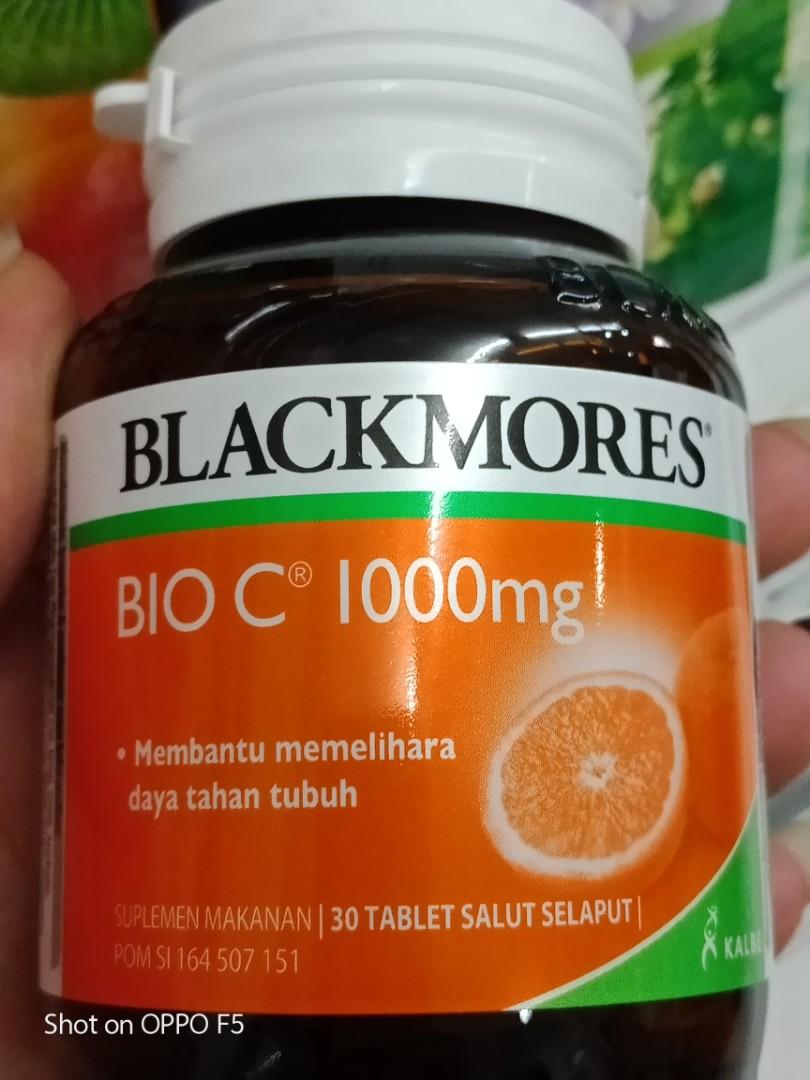 BLACKMORES®
BIO C® 1000mg
• Membantu memelihara
daya tahan tubuh
SUPLEMEN MAKANAN | 30 TABLET SALUT SELAPUT |
POM SI 164 507 151
Shot on OPPO F5